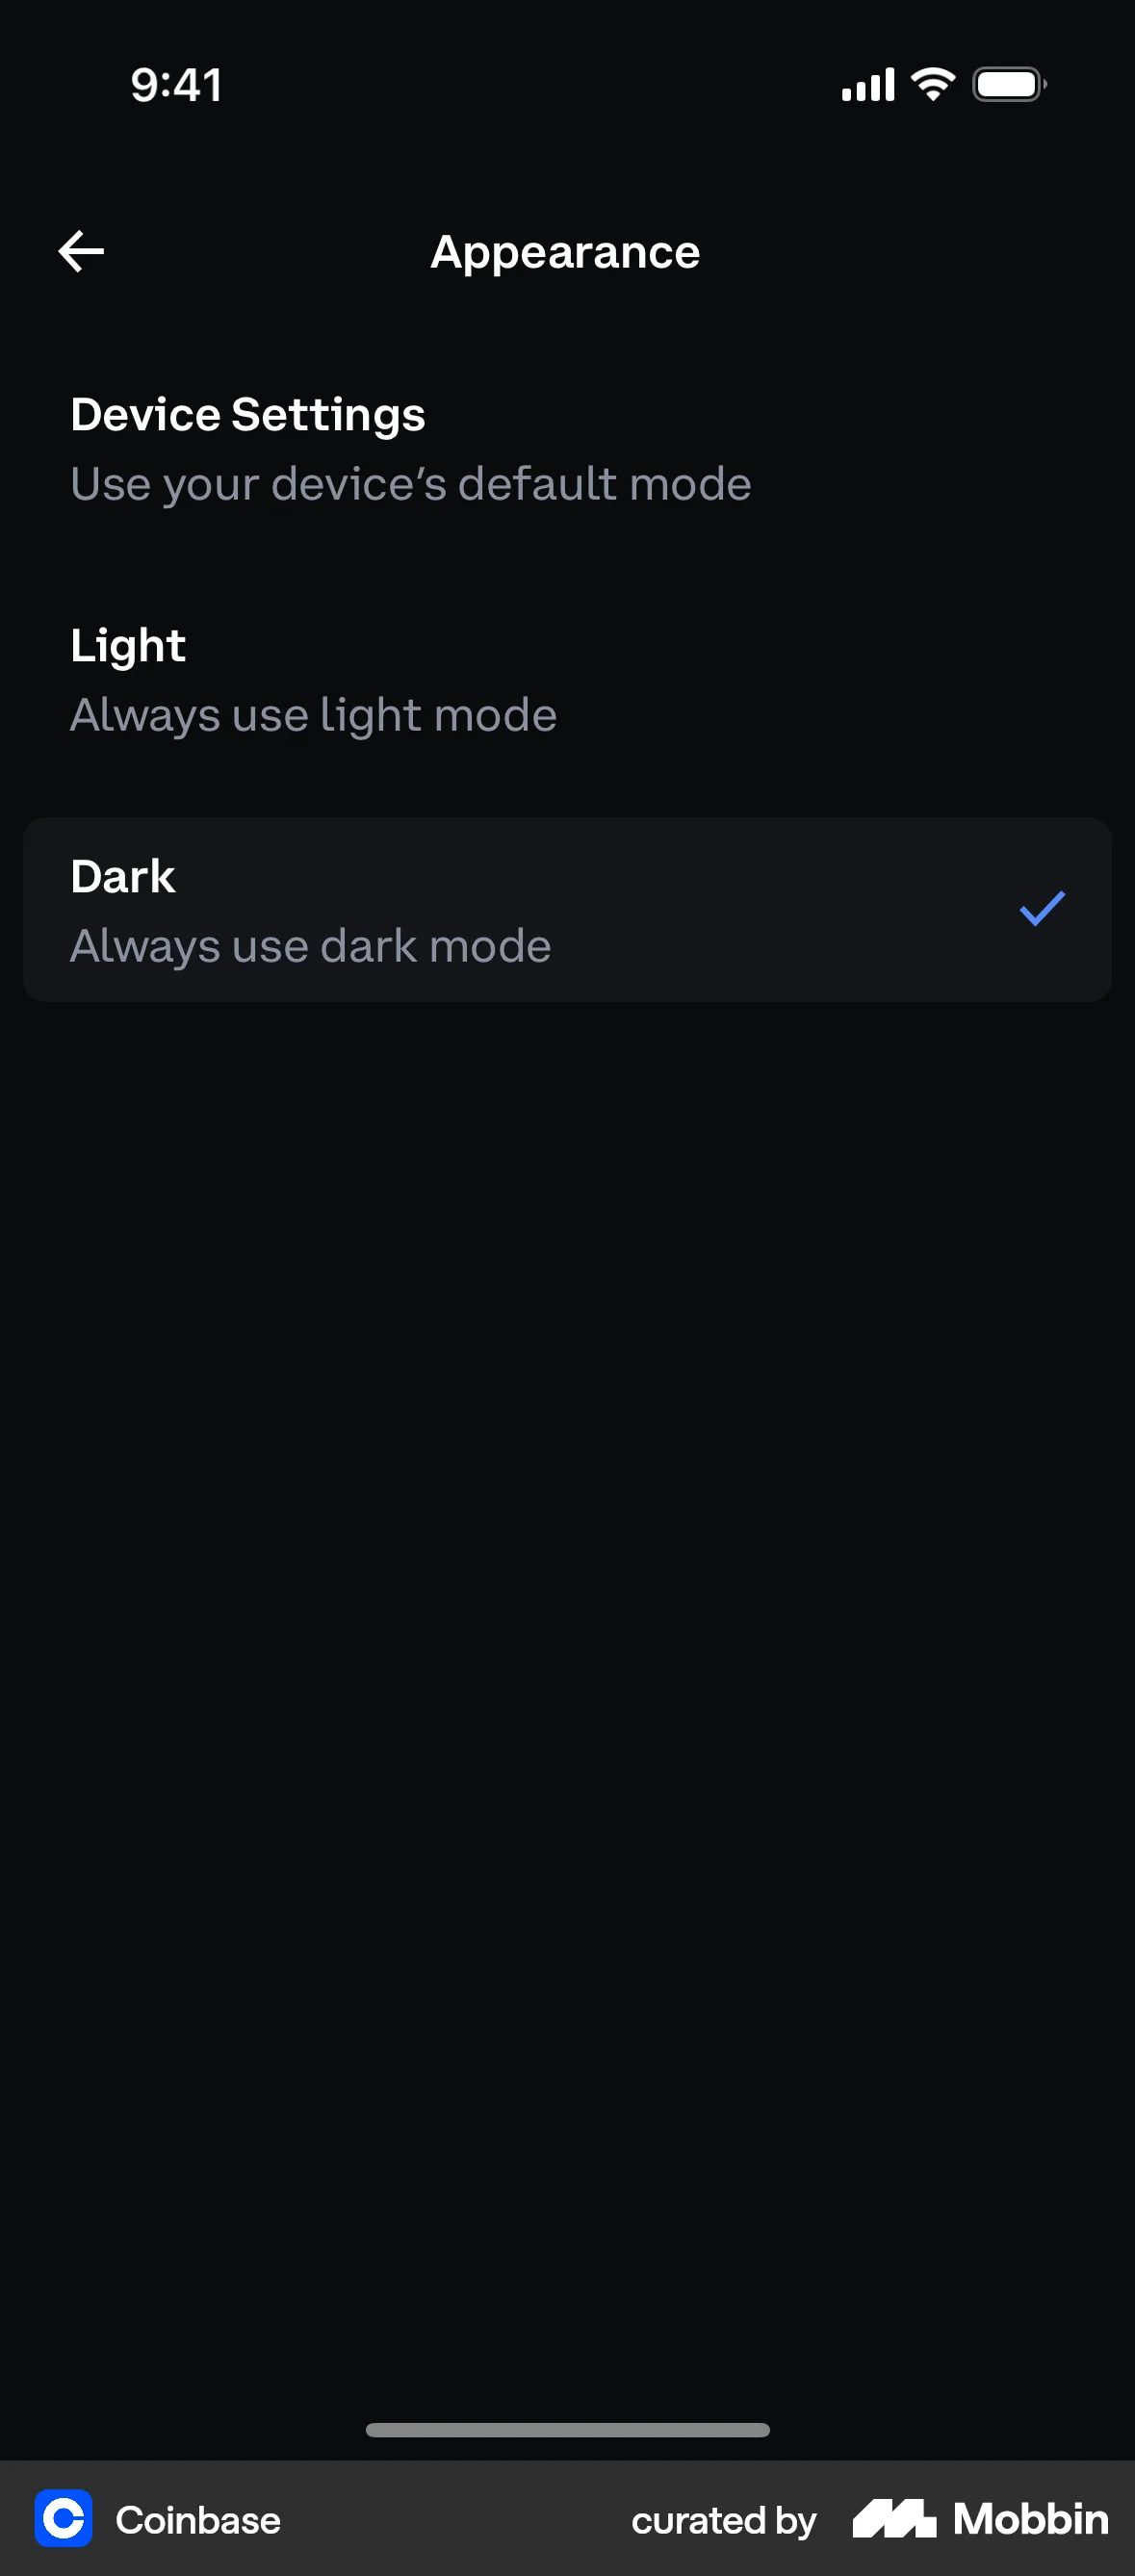 9:41
Appearance
Device Settings
Use your device’s default mode
Light
Always use light mode
Dark
Always use dark mode
Coinbase
curated by Mobbin